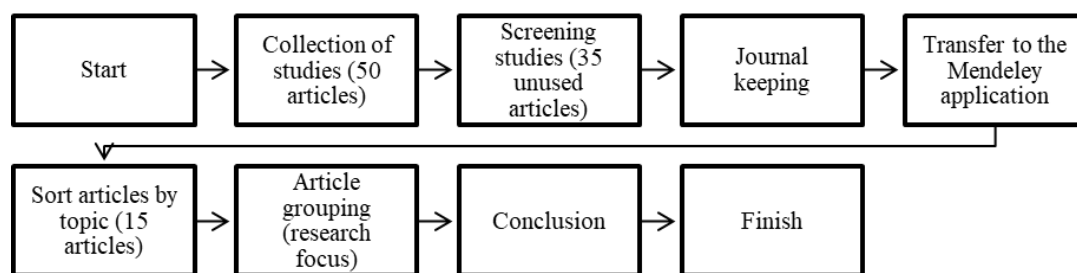 Start
Collection of
studies (50
articles)
Screening
studies (35
unused
articles)
Journal
keeping
Transfer to the
Mendeley
application
Sort articles by
topic (15
articles)
Article
grouping
(research
focus)
Conclusion
Finish